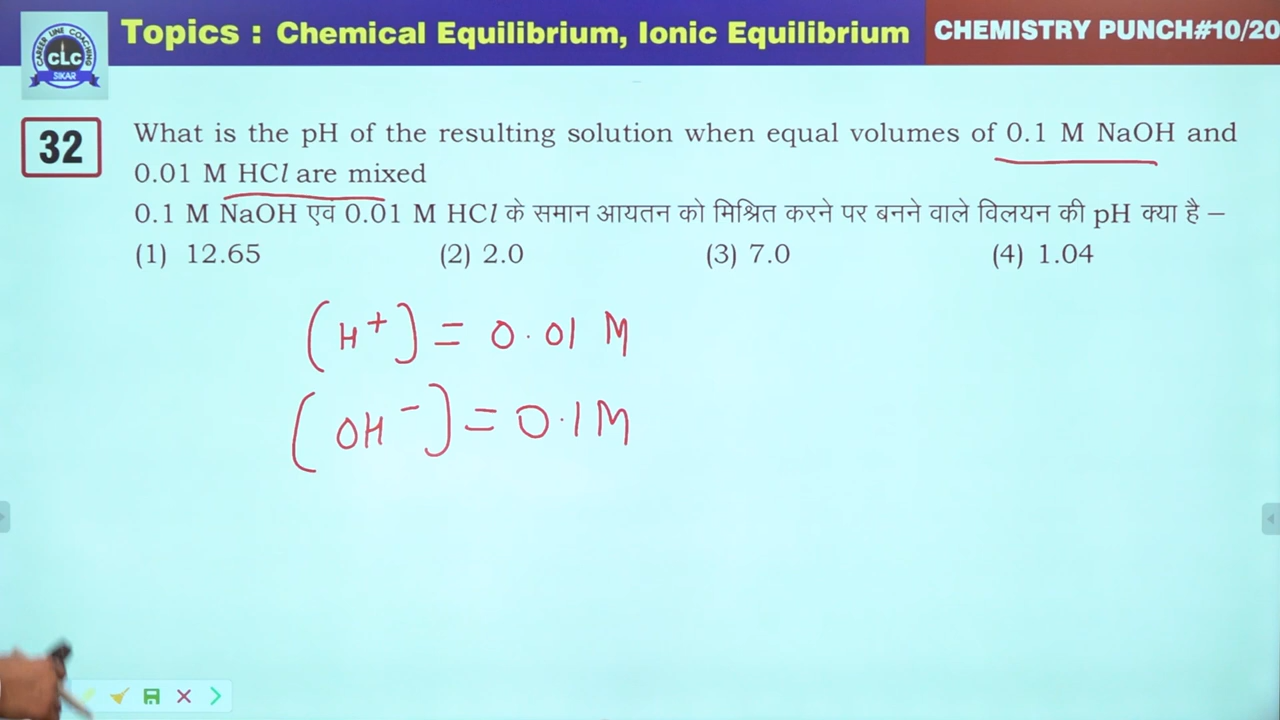 CAREER LINE COACHING
CLC
SIKAR
Topics : Chemical Equilibrium, Ionic Equilibrium
CHEMISTRY PUNCH#10/20
32
What is the pH of the resulting solution when equal volumes of 0.1 M NaOH and
0.01 M HCl are mixed
0.1 M NaOH एवं 0.01 M HCl के समान आयतन को मिश्रित करने पर बनने वाले विलयन की pH क्या है –
(1) 12.65 (2) 2.0 (3) 7.0 (4) 1.04
[H+] = 0.01 M
[OH-] = 0.1 M